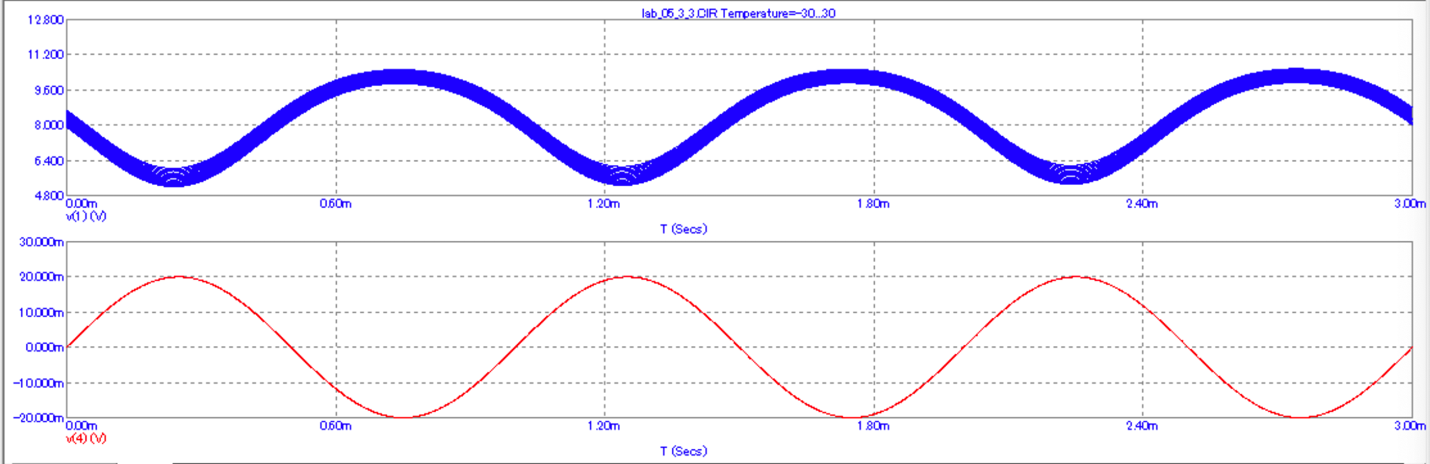 lab_05_3_3.CIR Temperature=-30...30
12.800
11.200
9.600
8.000
6.400
4.800
0.00m 0.60m 1.20m 1.80m 2.40m 3.00m
v(1) (V)
T (Secs)
30.000m
20.000m
10.000m
0.000m
-10.000m
-20.000m
0.00m 0.60m 1.20m 1.80m 2.40m 3.00m
v(4) (V)
T (Secs)